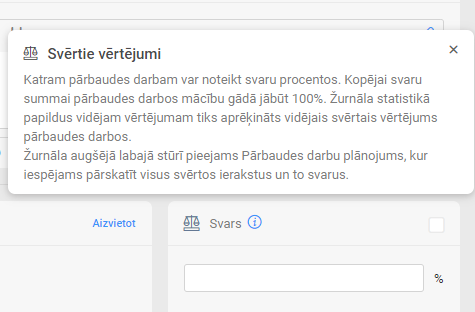 Svērtie vērtējumi
Katram pārbaudes darbam var noteikt svaru procentos. Kopējai svaru
summai pārbaudes darbos mācību gādā jābūt 100%. Žurnāla statistikā
papildus vidējam vērtējumam tiks aprēķināts vidējais svērtais vērtējums
pārbaudes darbos.
Žurnāla augšējā labajā stūrī pieejams Pārbaudes darbu plānojums, kur
iespējams pārskatīt visus svērtos ierakstus un to svarus.
Aizvietot
Svars
%